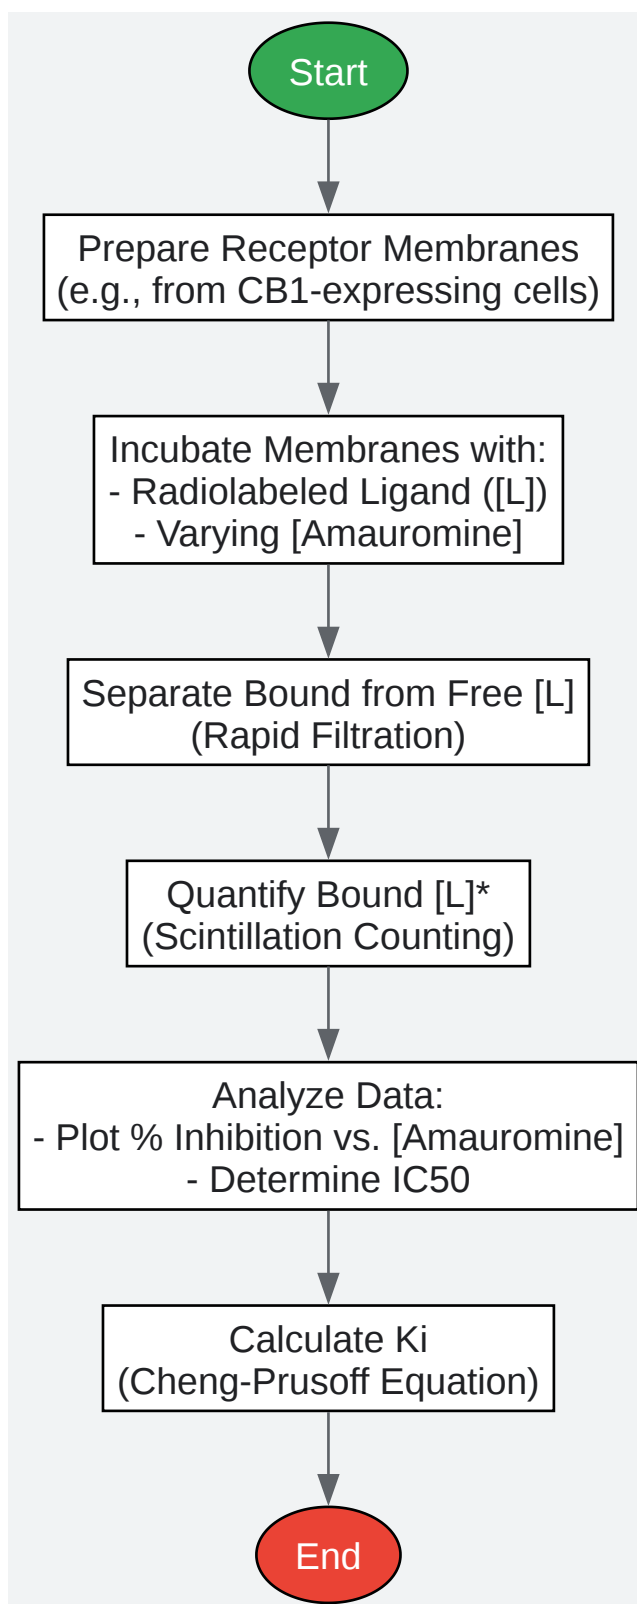 Start
Prepare Receptor Membranes
(e.g., from CB1-expressing cells)
Incubate Membranes with:
- Radiolabeled Ligand ([L])
- Varying [Amauromine]
Separate Bound from Free [L]
(Rapid Filtration)
Quantify Bound [L]*
(Scintillation Counting)
Analyze Data:
- Plot % Inhibition vs. [Amauromine]
- Determine IC50
Calculate Ki
(Cheng-Prusoff Equation)
End